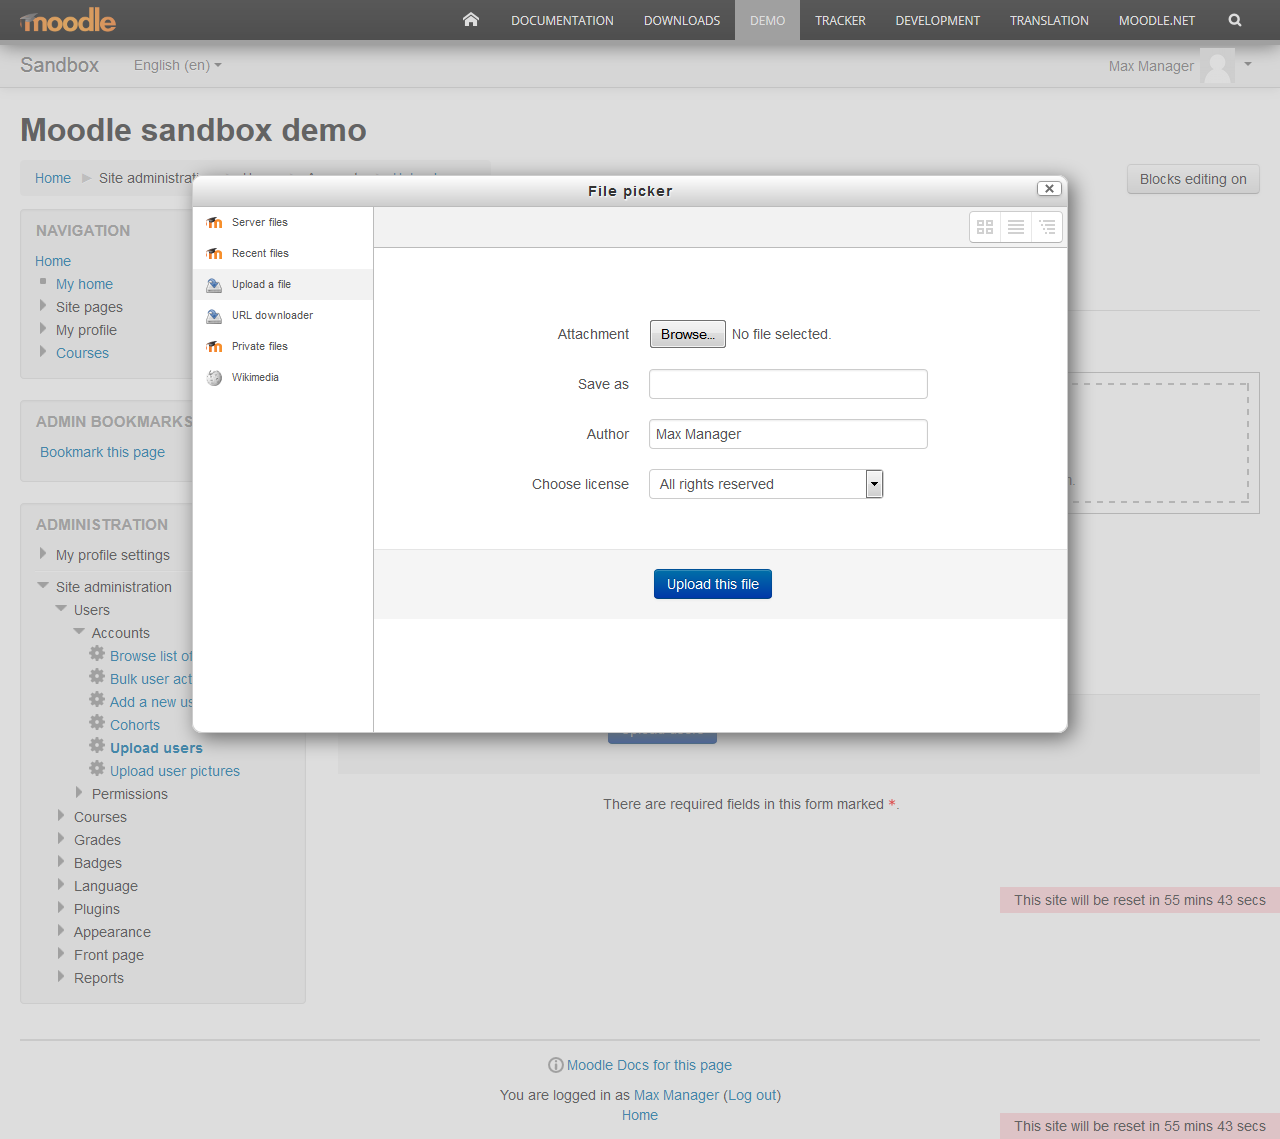 moodle
DOCUMENTATION DOWNLOADS DEMO TRACKER DEVELOPMENT TRANSLATION MOODLE.NET
Sandbox English (en) Max Manager
Moodle sandbox demo
Home Site administrati
Blocks editing on
File picker
Server files
Recent files
Upload a file
URL downloader
Private files
Wikimedia
Attachment Browse... No file selected.
Save as
Author Max Manager
Choose license All rights reserved
Upload this file
NAVIGATION
Home
My home
Site pages
My profile
Courses
ADMIN BOOKMARKS
Bookmark this page
ADMINISTRATION
My profile settings
Site administration
Users
Accounts
Browse list of
Bulk user act
Add a new us
Cohorts
Upload users
Upload user pictures
Permissions
Courses
Grades
Badges
Language
Plugins
Appearance
Front page
Reports
There are required fields in this form marked *.
This site will be reset in 55 mins 43 secs
Moodle Docs for this page
You are logged in as Max Manager (Log out)
Home
This site will be reset in 55 mins 43 secs